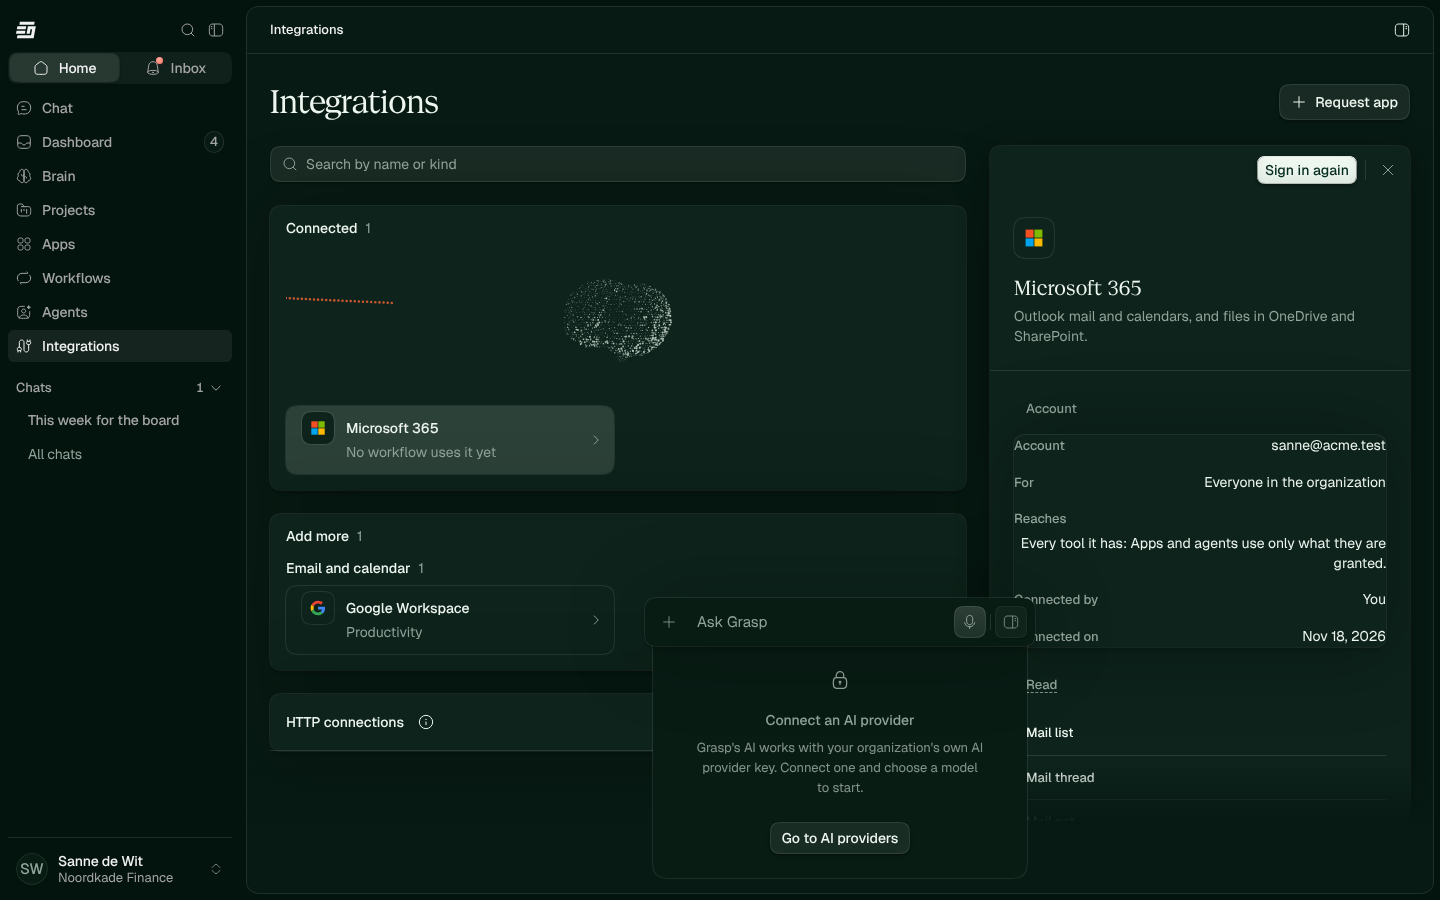 Home
Inbox
Chat
Dashboard
4
Brain
Projects
Apps
Workflows
Agents
Integrations
Chats
1
This week for the board
All chats
SW
Sanne de Wit
Noordkade Finance
Integrations
Integrations
Request app
Search by name or kind
Connected 1
Microsoft 365
No workflow uses it yet
Add more 1
Email and calendar 1
Google Workspace
Productivity
HTTP connections
Ask Grasp
Connect an AI provider
Grasp's AI works with your organization's own AI
provider key. Connect one and choose a model
to start.
Go to AI providers
Sign in again
Microsoft 365
Outlook mail and calendars, and files in OneDrive and
SharePoint.
Account
Account
sanne@acme.test
For
Everyone in the organization
Reaches
Every tool it has: Apps and agents use only what they are
granted.
Connected by
You
on
Nov 18, 2026
Read
Mail list
Mail thread